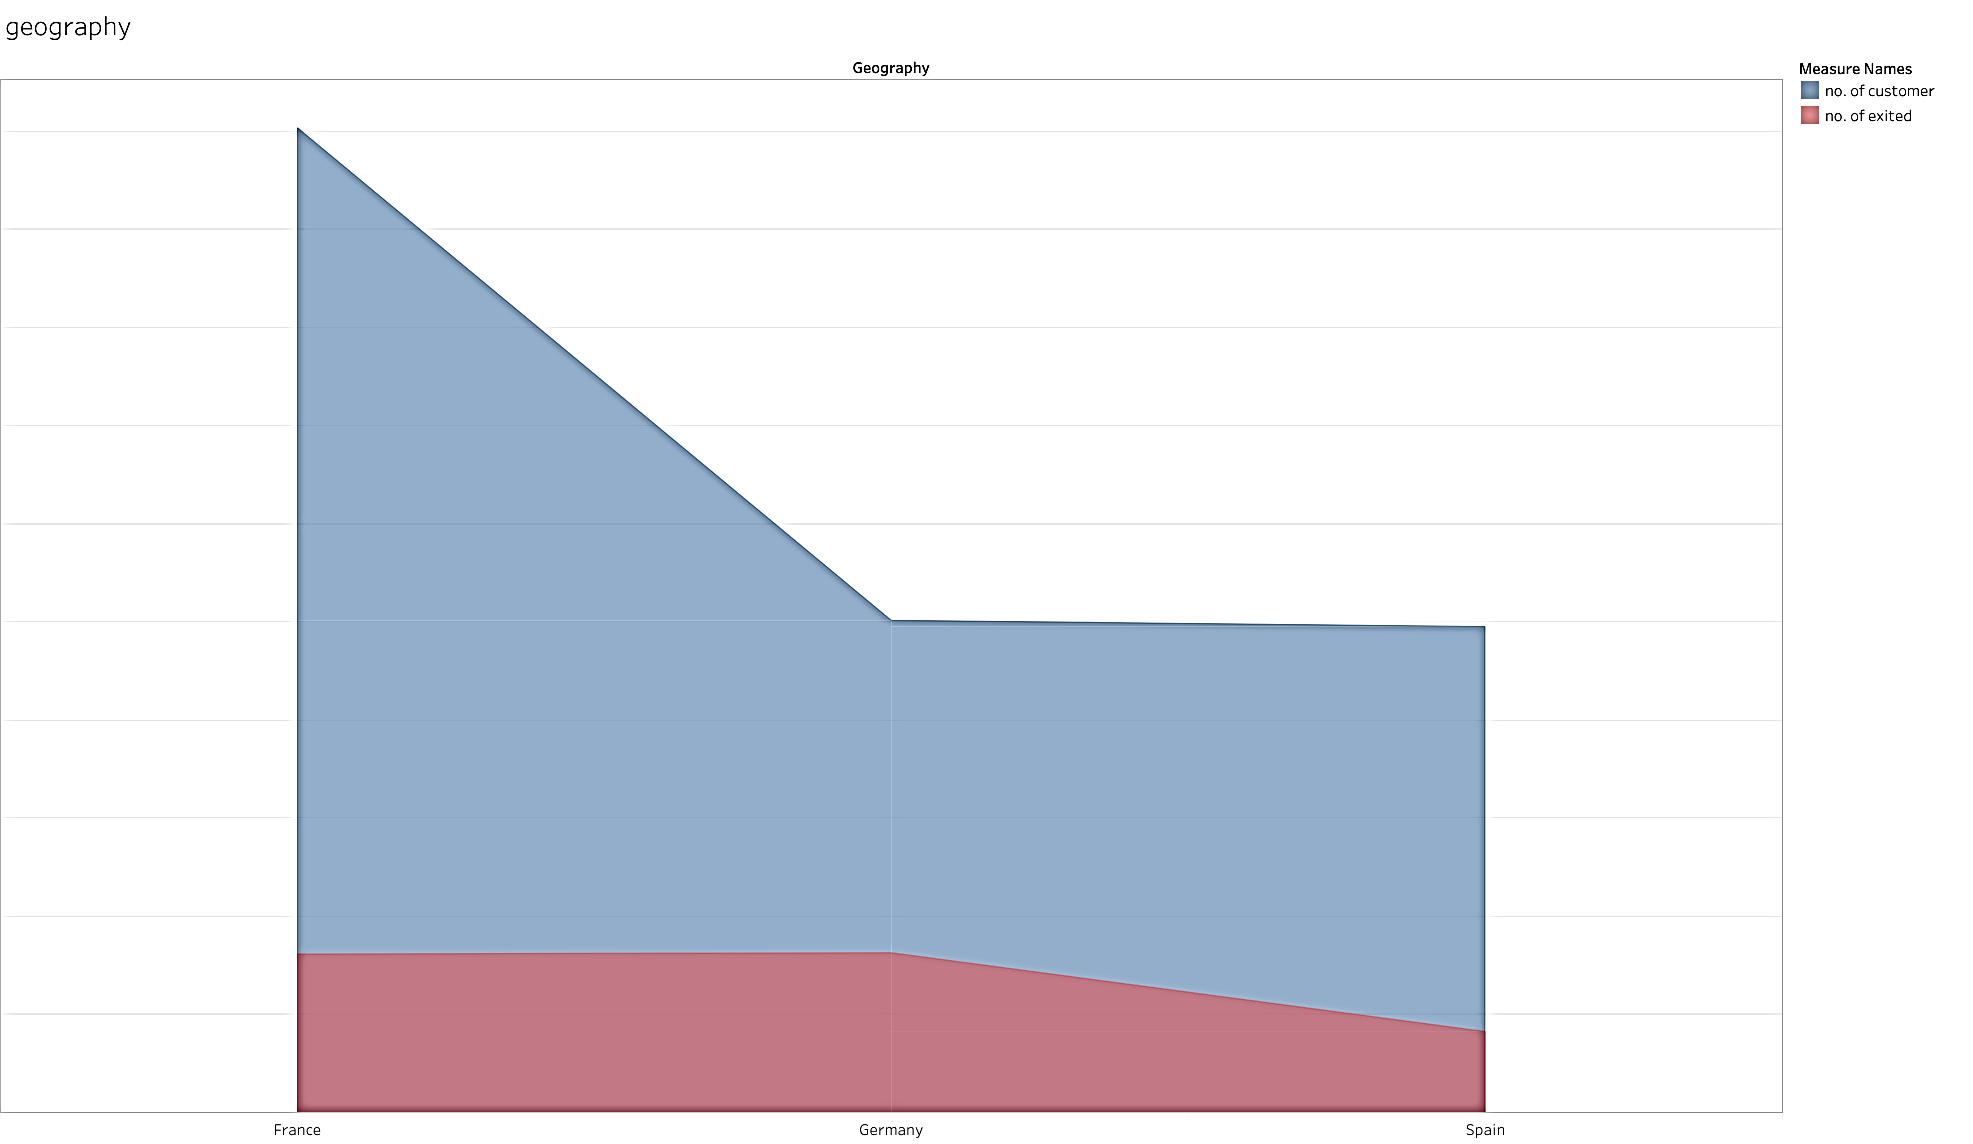 geography
Geography
Measure Names
no. of customer
no. of exited
France
Germany
Spain